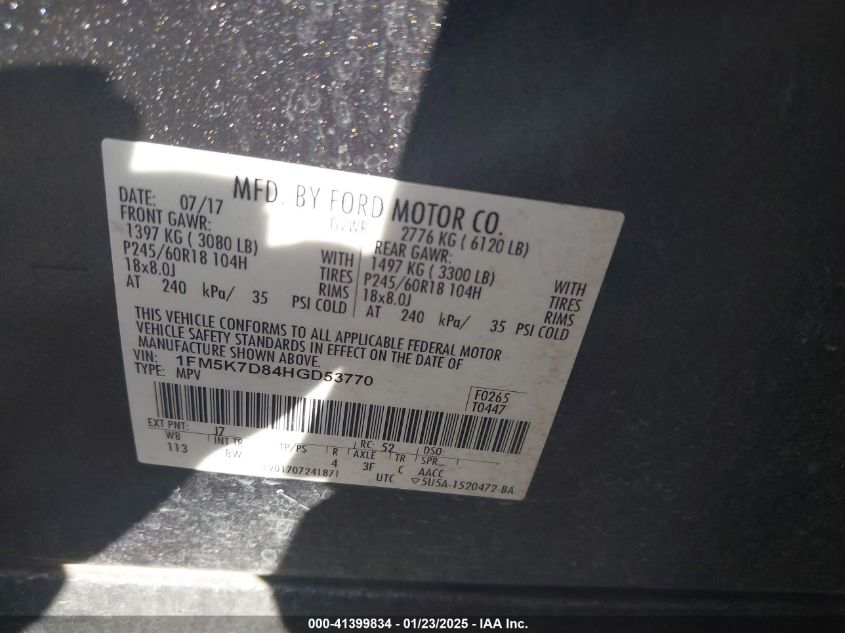 MFD. BY FORD MOTOR CO.
DATE: 07/17
GVWR
2776 KG ( 6120 LB)
FRONT GAWR:
1397 KG ( 3080 LB) WITH
P245/60R18 104H TIRES
18x8.0J RIMS
AT 240 kPa/ 35 PSI COLD
REAR GAWR:
1497 KG ( 3300 LB) WITH
P245/60R18 104H TIRES
18x8.0J RIMS
AT 240 kPa/ 35 PSI COLD
THIS VEHICLE CONFORMS TO ALL APPLICABLE FEDERAL MOTOR
VEHICLE SAFETY STANDARDS IN EFFECT ON THE DATE OF
MANUFACTURE SHOWN ABOVE.
VIN: 1FM5K7D84HGD53770
TYPE: MPV
F0265
T0447
EXT PNT: J7 RC: 52 DSO:
WB INT TR TP/PS R AXLE TR SPR
113 BW 4 3F C AACC
UTC ▽5U5A-1520472-BA
000-41399834 / 01/23/2025 - IAA Inc.